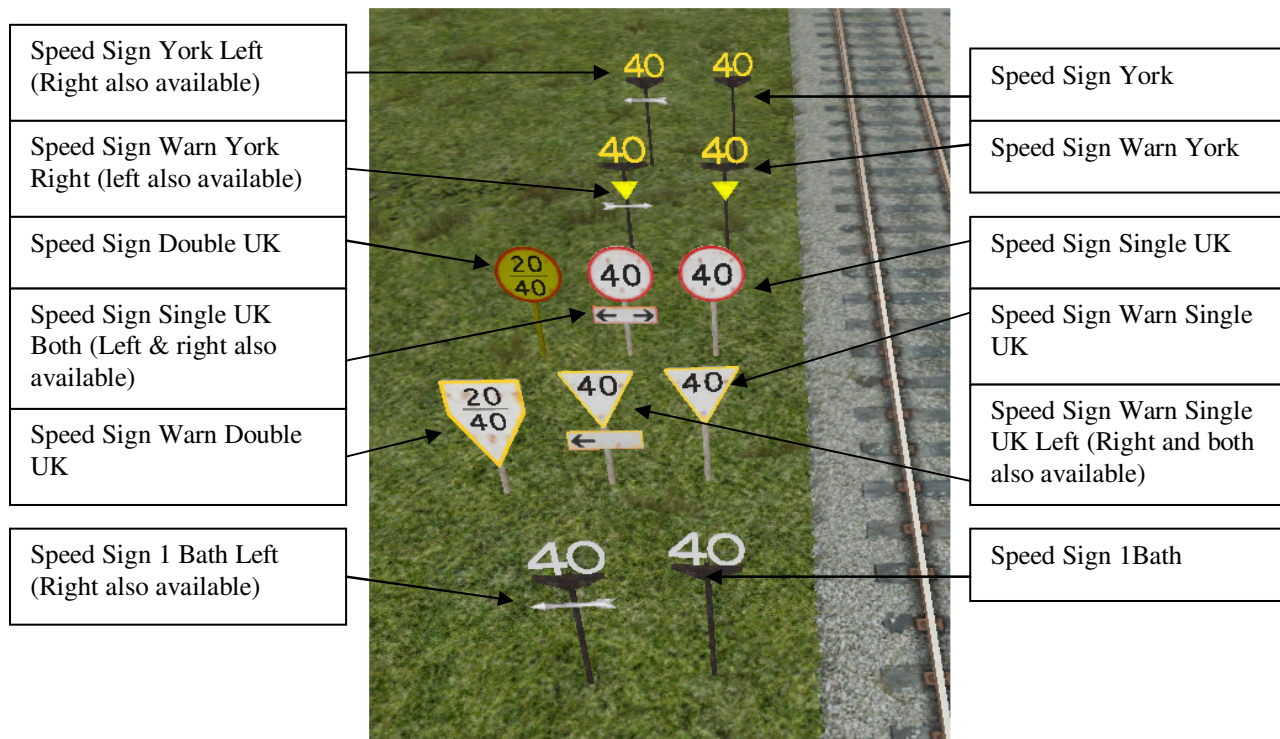 Speed Sign York Left
(Right also available)
Speed Sign Warn York
Right (left also available)
Speed Sign Double UK
Speed Sign Single UK
Both (Left & right also
available)
Speed Sign Warn Double
UK
Speed Sign 1 Bath Left
(Right also available)
40
40
40
40
20
40
40
40
20
40
40
40
40
40
Speed Sign York
Speed Sign Warn York
Speed Sign Single UK
Speed Sign Warn Single
UK
Speed Sign Warn Single
UK Left (Right and both
also available)
Speed Sign 1Bath